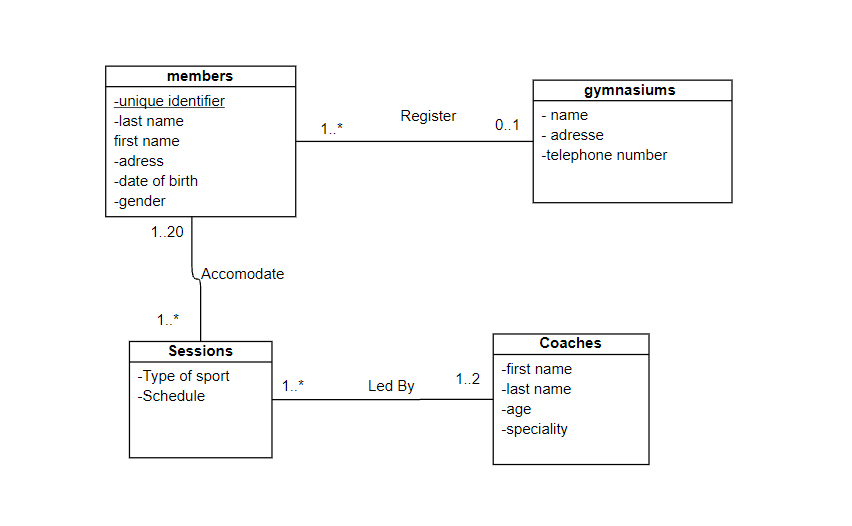 members
-unique identifier
-last name
first name
-adress
-date of birth
-gender
1..*
Register
0..1
gymnasiums
- name
- adresse
-telephone number
1..20
Accomodate
1..*
Sessions
-Type of sport
-Schedule
1..*
Led By
1..2
Coaches
-first name
-last name
-age
-speciality